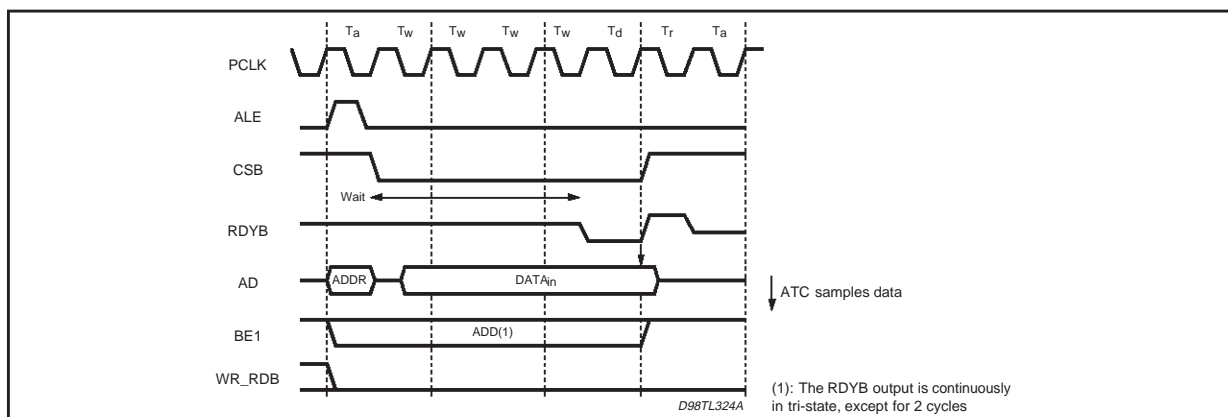 Ta Tw Tw Tw Tw Td Tr Ta
PCLK
ALE
CSB
Wait
RDYB
AD ADDR DATAin
ATC samples data
BE1 ADD(1)
WR_RDB
D98TL324A
(1): The RDYB output is continuously
in tri-state, except for 2 cycles